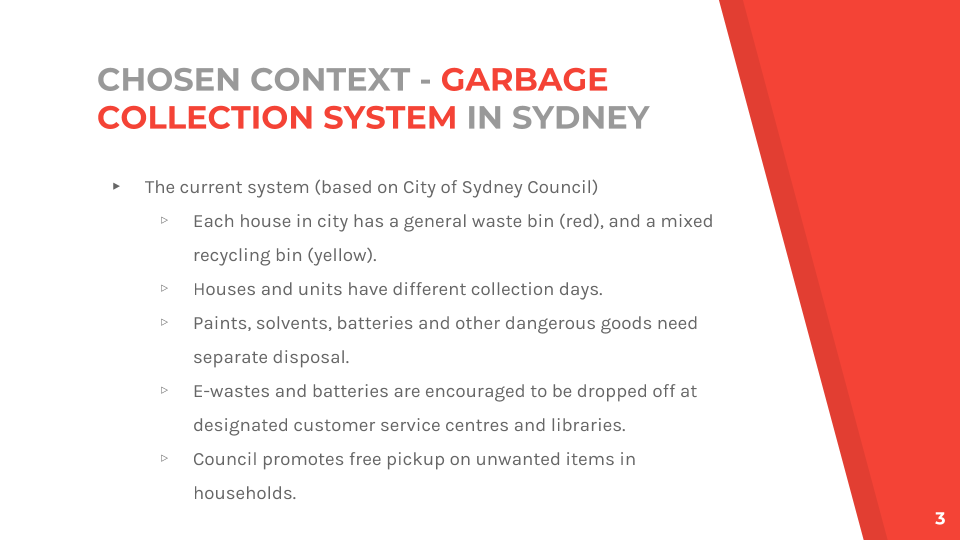 CHOSEN CONTEXT - GARBAGE
COLLECTION SYSTEM IN SYDNEY
▸ The current system (based on City of Sydney Council)
▹ Each house in city has a general waste bin (red), and a mixed
recycling bin (yellow).
▹ Houses and units have different collection days.
▹ Paints, solvents, batteries and other dangerous goods need
separate disposal.
▹ E-wastes and batteries are encouraged to be dropped off at
designated customer service centres and libraries.
▹ Council promotes free pickup on unwanted items in
households.
3